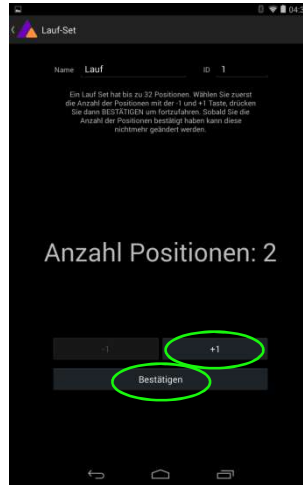 04:3
Lauf-Set
Name Lauf ID 1
Ein Lauf Set hat bis zu 32 Positionen. Wählen Sie zuerst
die Anzahl der Positionen mit der -1 und +1 Taste, drücken
Sie dann BESTÄTIGEN um fortzufahren. Sobald Sie die
Anzahl der Positionen bestätigt haben kann diese
nichtmehr geändert werden.
Anzahl Positionen: 2
-1 +1
Bestätigen